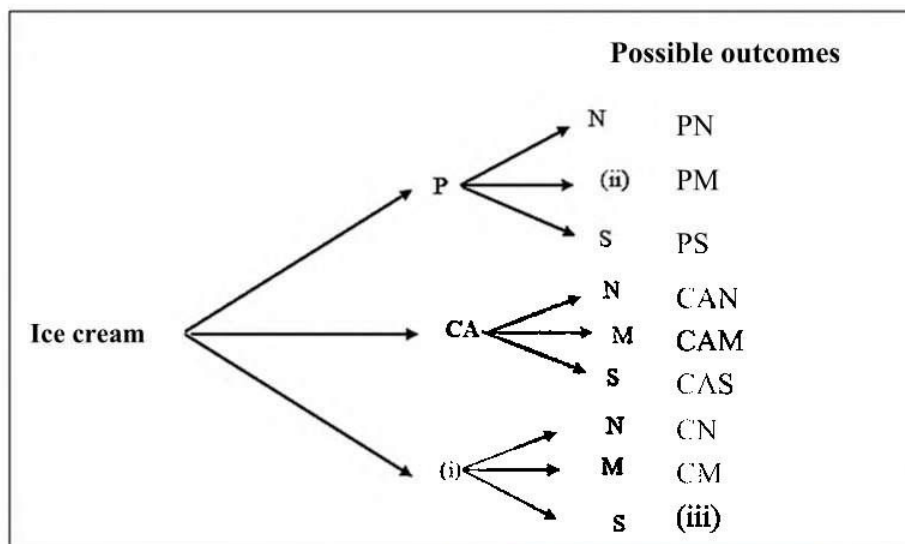 Possible outcomes
N PN
P (ii) PM
S PS
N CAN
Ice cream CA M CAM
S CAS
N CN
(i) M CM
S (iii)